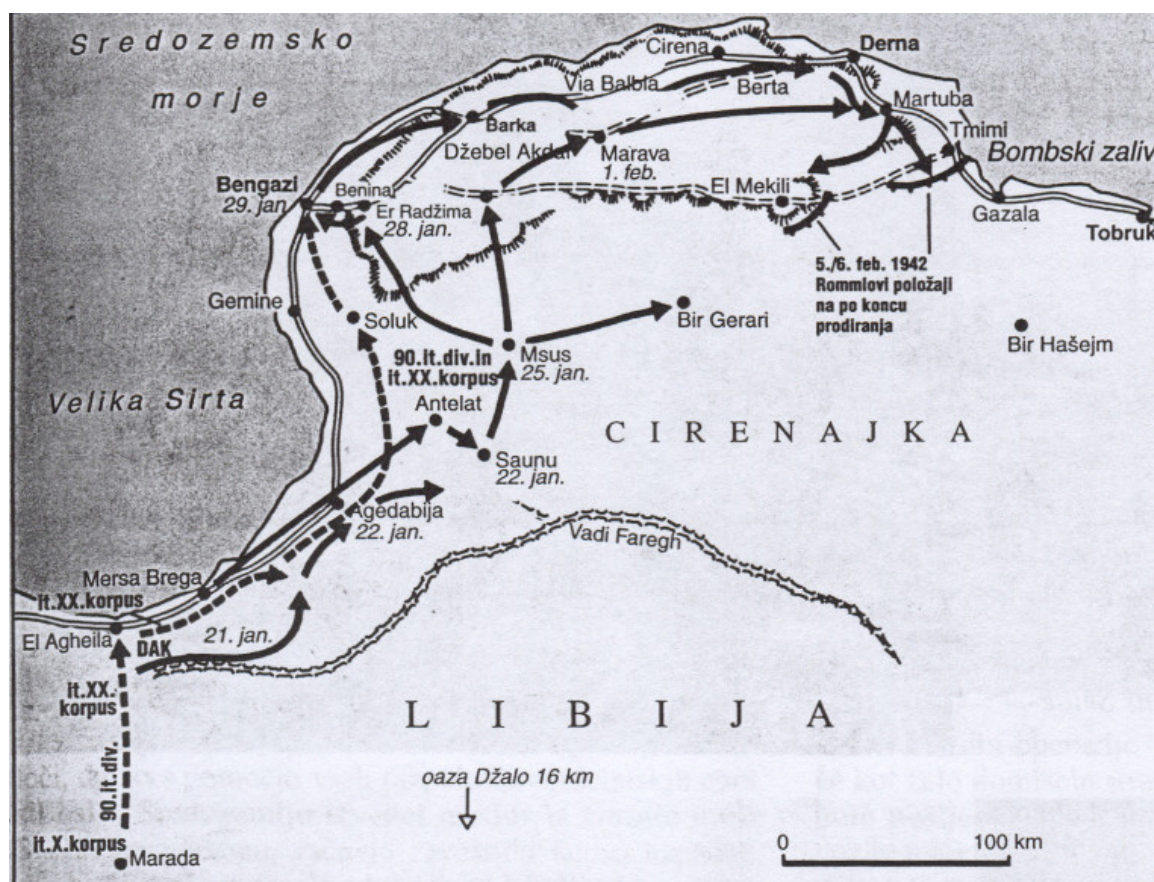 Sredozemsko
morje
Cirena
Derna
Via Balbia
Berta
Barka
Martuba
Džebel Akdar
Marava
1. feb.
Tmimi
Bombski zaliv
Bengazi
29. jan.
Benina
Er Radžima
28. jan.
El Mekili
Gazala
Tobruk
5./6. feb. 1942
Rommlovi položaji
na po koncu
prodiranja
Gemine
Soluk
Bir Gerari
Bir Hašejm
90.lt.div.in
it.XX.korpus
Msus
25. jan.
Velika Sirta
Antelat
CIRENAJKA
Saunu
22. jan.
Agedabija
22. jan.
Vadi Faregh
Mersa Brega
it.XX.korpus
El Agheila
DAK
21. jan.
it.XX.
korpus
LIBIJA
90.lt.div.
oaza Džalo 16 km
it.X.korpus
Marada
0 100 km